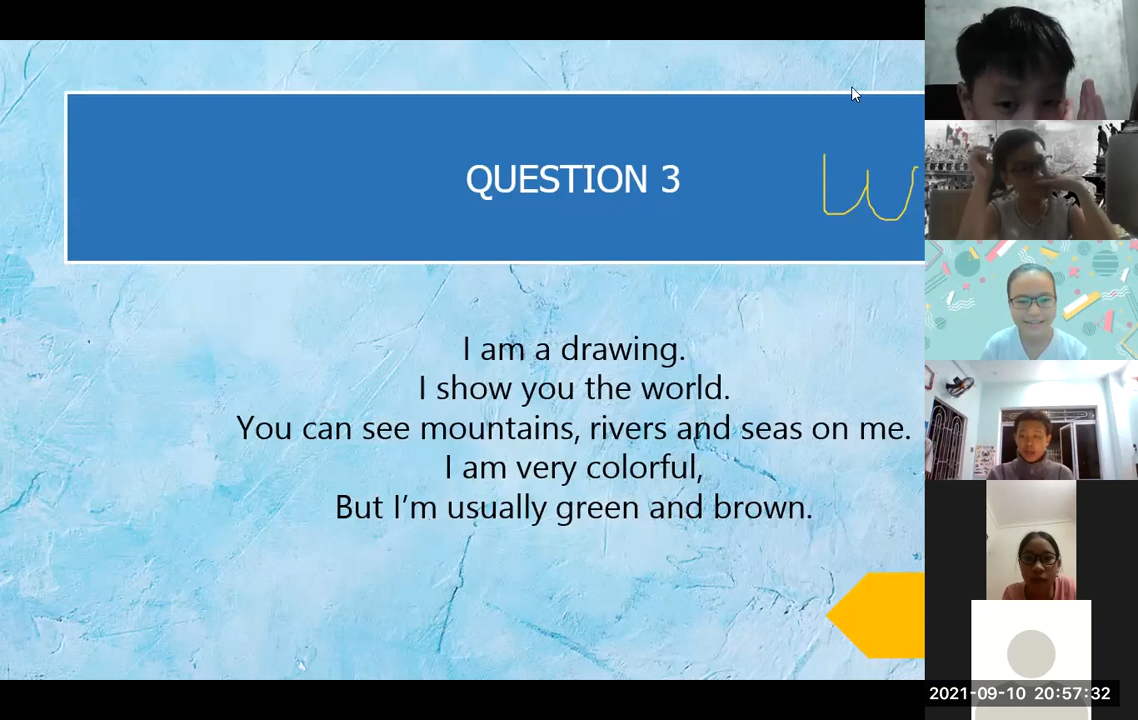 QUESTION 3
W
I am a drawing.
I show you the world.
You can see mountains, rivers and seas on me.
I am very colorful,
But I’m usually green and brown.
2021-09-10 20:57:32